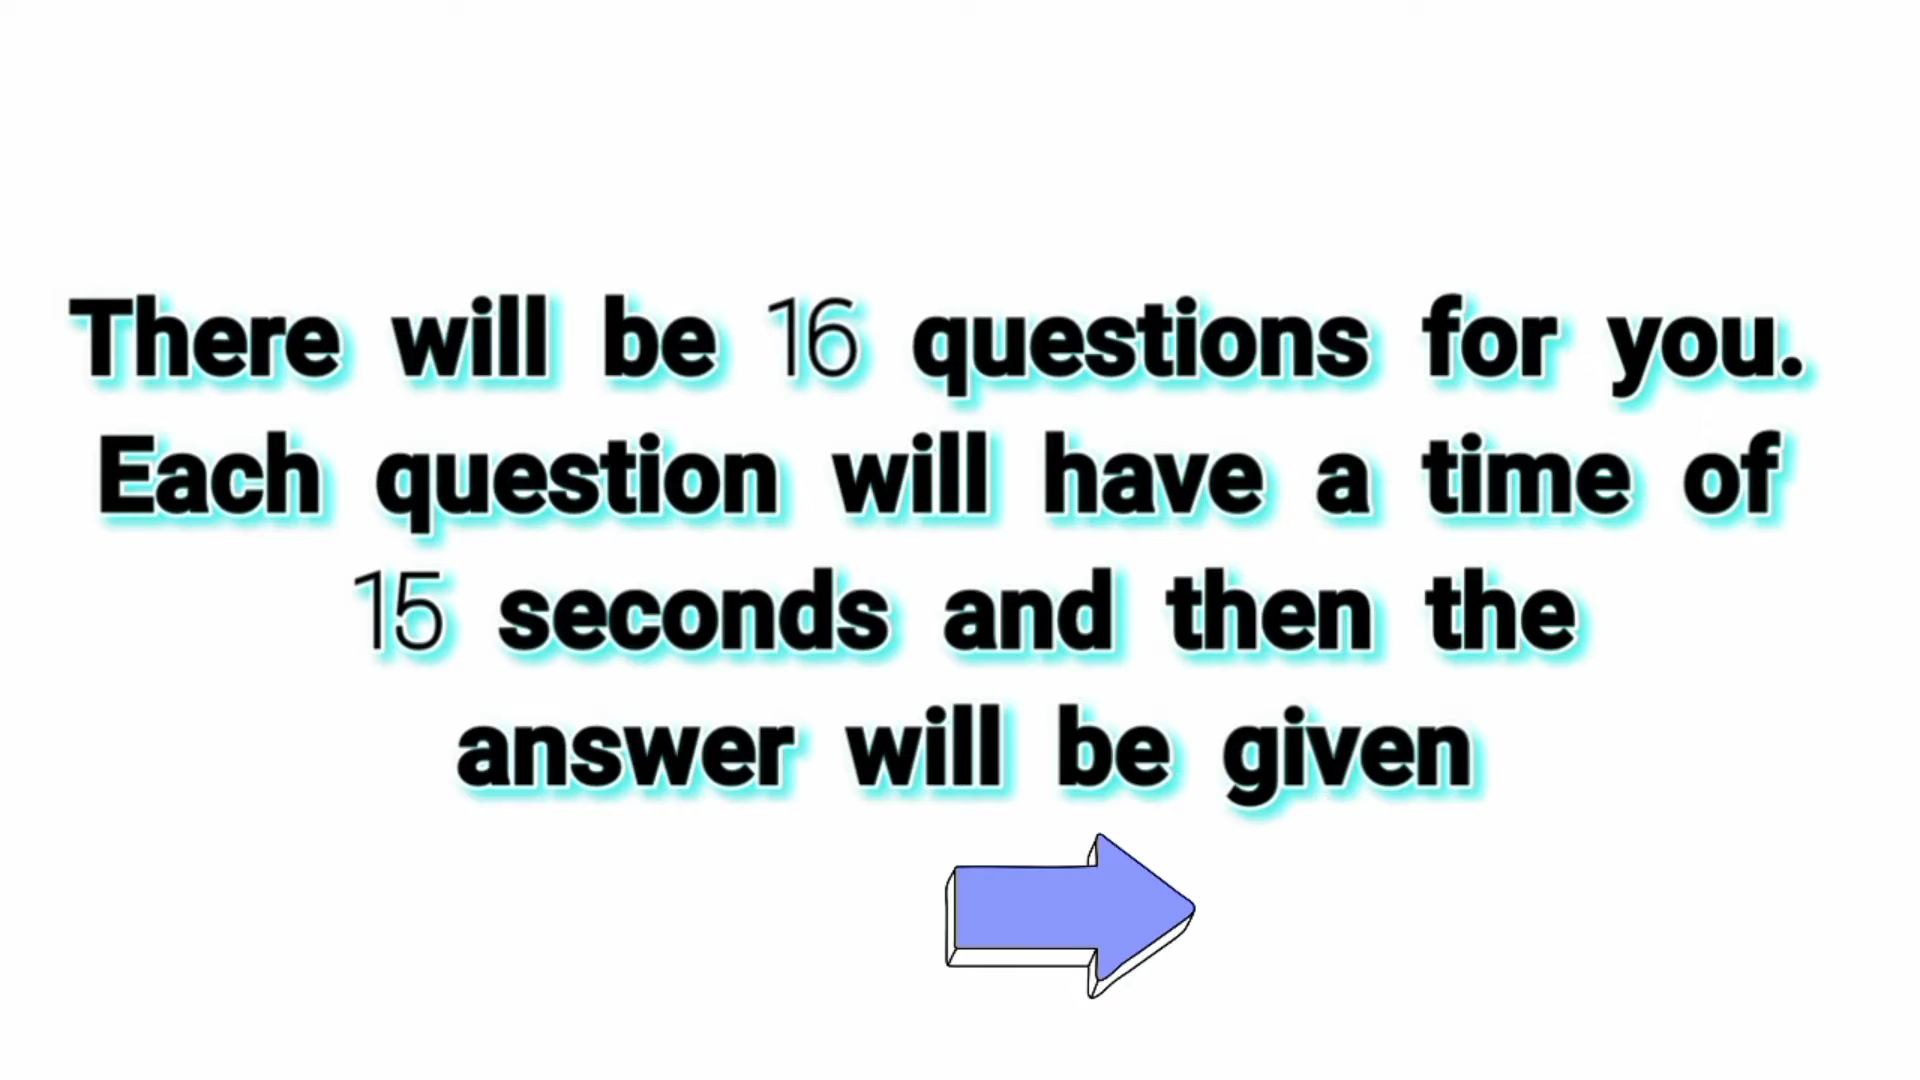 There will be 16 questions for you.
Each question will have a time of
15 seconds and then the
answer will be given